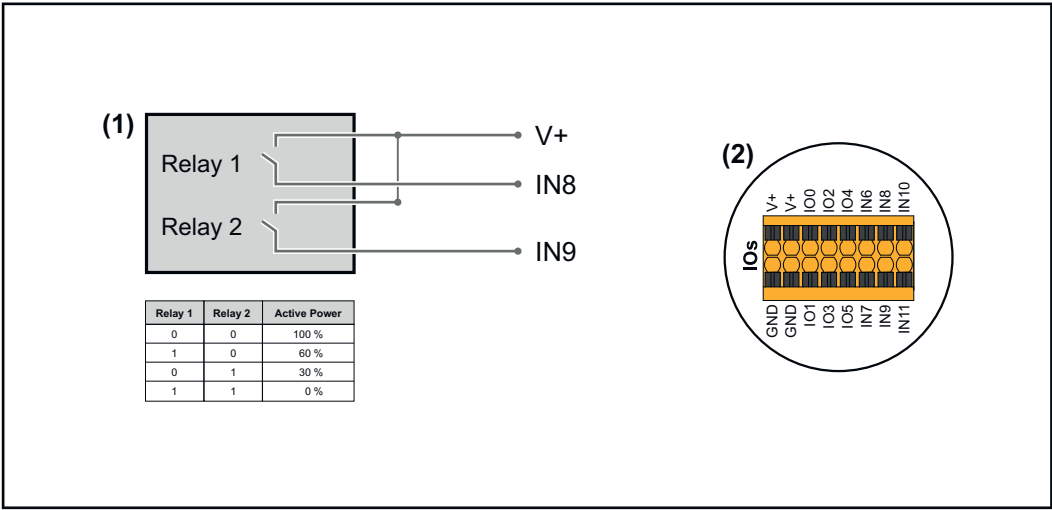 (1)
Relay 1
Relay 2
V+
IN8
IN9
Relay 1 Relay 2 Active Power
0 0 100 %
1 0 60 %
0 1 30 %
1 1 0 %
(2)
V+ V+ IO0 IO2 IO4 IN6 IN8 IN10
IOs
GND GND IO1 IO3 IO5 IN7 IN9 IN11